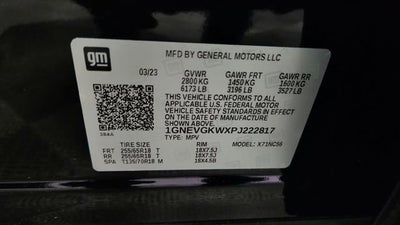 gm
MFD BY GENERAL MOTORS LLC
03/23 GVWR GAWR FRT GAWR RR
2800 KG 1450 KG 1600 KG
6173 LB 3196 LB 3527 LB
THIS VEHICLE CONFORMS TO ALL
APPLICABLE U.S. FEDERAL MOTOR
VEHICLE SAFETY STANDARDS IN
EFFECT ON THE DATE OF
MANUFACTURE SHOWN ABOVE.
1GNEVGKWXPJ222817
TYPE: MPV MODEL: X71NC56
TIRE SIZE RIM
FRT 255/65R18 T 18X7.5J
RR 255/65R18 T 18X7.5J
SPA T135/70R18 M 18X4.5B